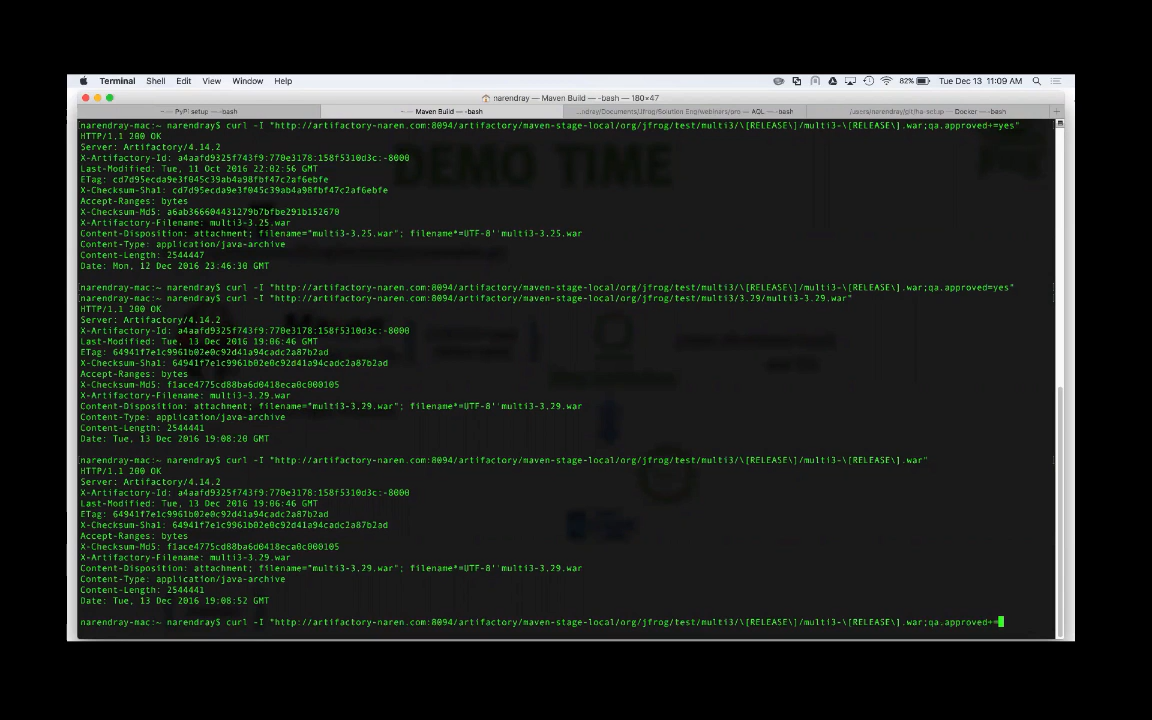 Terminal Shell Edit View Window Help 82% Tue Dec 13 11:09 AM
narendray — Maven Build — -bash — 180×47
~ — PyPi setup — -bash ~ — Maven Build — -bash ...ndray/Documents/jfrog/Solution Eng/webinars/pro — AQL — -bash /users/narendray/git/ha-setup — Docker — -bash
narendray-mac:~ narendray$ curl -I "http://artifactory-naren.com:8094/artifactory/maven-stage-local/org/jfrog/test/multi3/\[RELEASE\]/multi3-\[RELEASE\].war;qa.approved+=yes"
HTTP/1.1 200 OK
Server: Artifactory/4.14.2
X-Artifactory-Id: a4aafd9325f743f9:770e3178:158f5310d3c:-8000
Last-Modified: Tue, 11 Oct 2016 22:02:56 GMT
ETag: cd7d95ecda9e3f045c39ab4a98fbf47c2af6ebfe
X-Checksum-Sha1: cd7d95ecda9e3f045c39ab4a98fbf47c2af6ebfe
Accept-Ranges: bytes
X-Checksum-Md5: a6ab366604431279b7bfbe291b152670
X-Artifactory-Filename: multi3-3.25.war
Content-Disposition: attachment; filename="multi3-3.25.war"; filename*=UTF-8''multi3-3.25.war
Content-Type: application/java-archive
Content-Length: 2544447
Date: Mon, 12 Dec 2016 23:46:30 GMT
narendray-mac:~ narendray$ curl -I "http://artifactory-naren.com:8094/artifactory/maven-stage-local/org/jfrog/test/multi3/\[RELEASE\]/multi3-\[RELEASE\].war;qa.approved=yes"
narendray-mac:~ narendray$ curl -I "http://artifactory-naren.com:8094/artifactory/maven-stage-local/org/jfrog/test/multi3/3.29/multi3-3.29.war"
HTTP/1.1 200 OK
Server: Artifactory/4.14.2
X-Artifactory-Id: a4aafd9325f743f9:770e3178:158f5310d3c:-8000
Last-Modified: Tue, 13 Dec 2016 19:06:46 GMT
ETag: 64941f7e1c9961b02e0c92d41a94cadc2a87b2ad
X-Checksum-Sha1: 64941f7e1c9961b02e0c92d41a94cadc2a87b2ad
Accept-Ranges: bytes
X-Checksum-Md5: f1ace4775cd88ba6d0418eca0c000105
X-Artifactory-Filename: multi3-3.29.war
Content-Disposition: attachment; filename="multi3-3.29.war"; filename*=UTF-8''multi3-3.29.war
Content-Type: application/java-archive
Content-Length: 2544441
Date: Tue, 13 Dec 2016 19:08:20 GMT
narendray-mac:~ narendray$ curl -I "http://artifactory-naren.com:8094/artifactory/maven-stage-local/org/jfrog/test/multi3/\[RELEASE\]/multi3-\[RELEASE\].war"
HTTP/1.1 200 OK
Server: Artifactory/4.14.2
X-Artifactory-Id: a4aafd9325f743f9:770e3178:158f5310d3c:-8000
Last-Modified: Tue, 13 Dec 2016 19:06:46 GMT
ETag: 64941f7e1c9961b02e0c92d41a94cadc2a87b2ad
X-Checksum-Sha1: 64941f7e1c9961b02e0c92d41a94cadc2a87b2ad
Accept-Ranges: bytes
X-Checksum-Md5: f1ace4775cd88ba6d0418eca0c000105
X-Artifactory-Filename: multi3-3.29.war
Content-Disposition: attachment; filename="multi3-3.29.war"; filename*=UTF-8''multi3-3.29.war
Content-Type: application/java-archive
Content-Length: 2544441
Date: Tue, 13 Dec 2016 19:08:52 GMT
narendray-mac:~ narendray$ curl -I "http://artifactory-naren.com:8094/artifactory/maven-stage-local/org/jfrog/test/multi3/\[RELEASE\]/multi3-\[RELEASE\].war;qa.approved+=
DEMO TIME